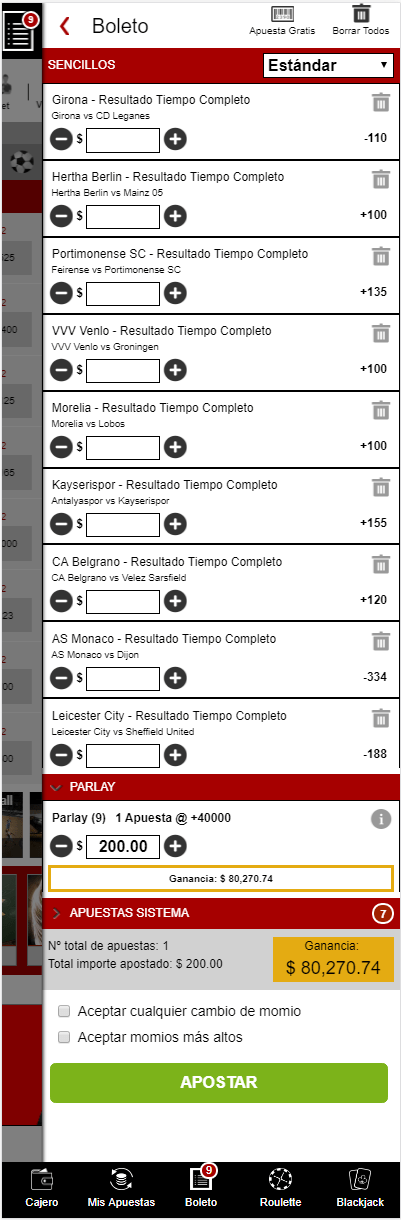 9
Boleto
Apuesta Gratis
Borrar Todos
SENCILLOS
Estándar
Girona - Resultado Tiempo Completo
Girona vs CD Leganes
$
-110
Hertha Berlin - Resultado Tiempo Completo
Hertha Berlin vs Mainz 05
$
+100
Portimonense SC - Resultado Tiempo Completo
Feirense vs Portimonense SC
$
+135
VVV Venlo - Resultado Tiempo Completo
VVV Venlo vs Groningen
$
+100
Morelia - Resultado Tiempo Completo
Morelia vs Lobos
$
+100
Kayserispor - Resultado Tiempo Completo
Antalyaspor vs Kayserispor
$
+155
CA Belgrano - Resultado Tiempo Completo
CA Belgrano vs Velez Sarsfield
$
+120
AS Monaco - Resultado Tiempo Completo
AS Monaco vs Dijon
$
-334
Leicester City - Resultado Tiempo Completo
Leicester City vs Sheffield United
$
-188
PARLAY
Parlay (9) 1 Apuesta @ +40000
$ 200.00
Ganancia: $ 80,270.74
APUESTAS SISTEMA 7
Nº total de apuestas: 1
Total importe apostado: $ 200.00
Ganancia:
$ 80,270.74
Aceptar cualquier cambio de momio
Aceptar momios más altos
APOSTAR
9
Cajero
Mis Apuestas
Boleto
Roulette
Blackjack